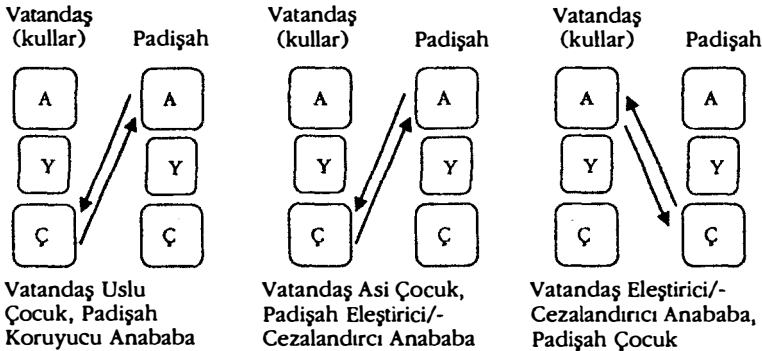 Vatandaş
(kullar) Padişah
A A
Y Y
Ç Ç
Vatandaş Uslu
Çocuk, Padişah
Koruyucu Anababa
Vatandaş
(kullar) Padişah
A A
Y Y
Ç Ç
Vatandaş Asi Çocuk,
Padişah Eleştirici/-
Cezalandırcı Anababa
Vatandaş
(kullar) Padişah
A A
Y Y
Ç Ç
Vatandaş Eleştirici/-
Cezalandırıcı Anababa,
Padişah Çocuk